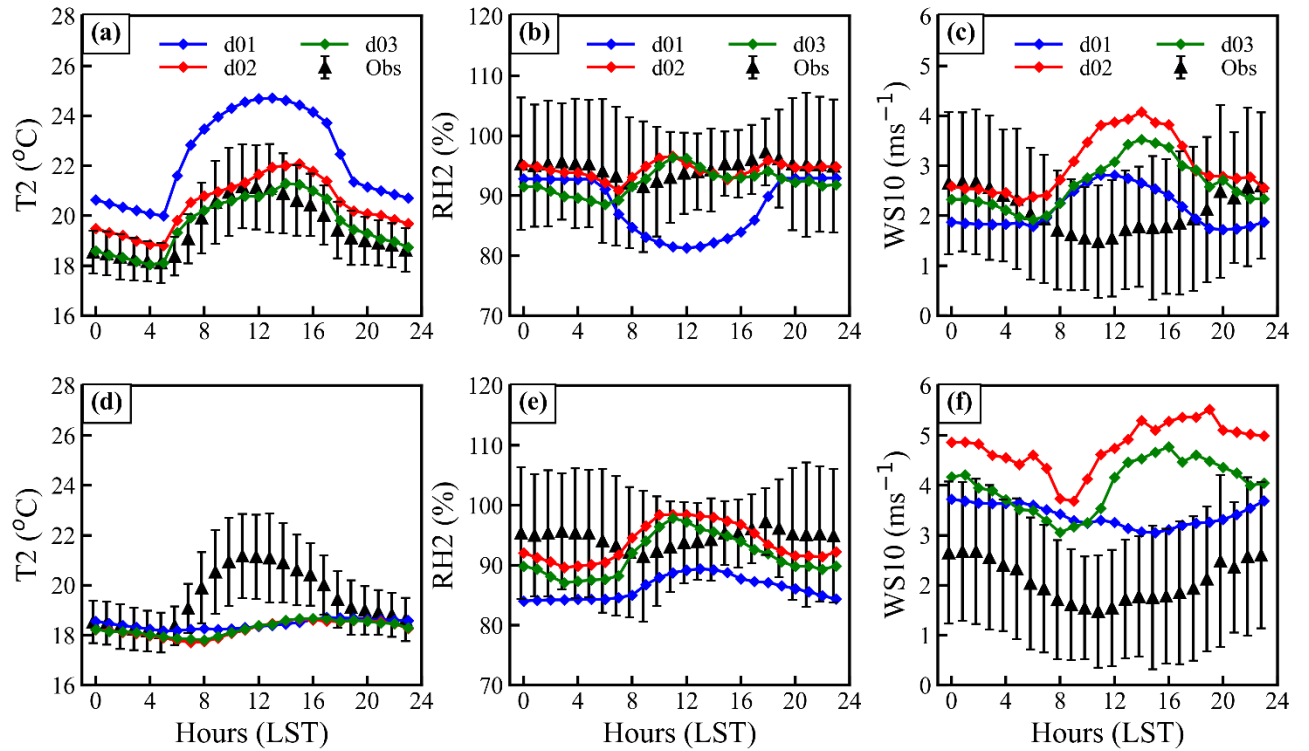 (a)
d01
d02
d03
Obs
T2 (°C)
28
26
24
22
20
18
16
0 4 8 12 16 20 24
(b)
d01
d02
d03
Obs
RH2 (%)
120
110
100
90
80
70
0 4 8 12 16 20 24
(c)
d01
d02
d03
Obs
WS10 (ms⁻¹)
6
5
4
3
2
1
0
0 4 8 12 16 20 24
(d)
T2 (°C)
28
26
24
22
20
18
16
0 4 8 12 16 20 24
Hours (LST)
(e)
RH2 (%)
120
110
100
90
80
70
0 4 8 12 16 20 24
Hours (LST)
(f)
WS10 (ms⁻¹)
6
5
4
3
2
1
0
0 4 8 12 16 20 24
Hours (LST)